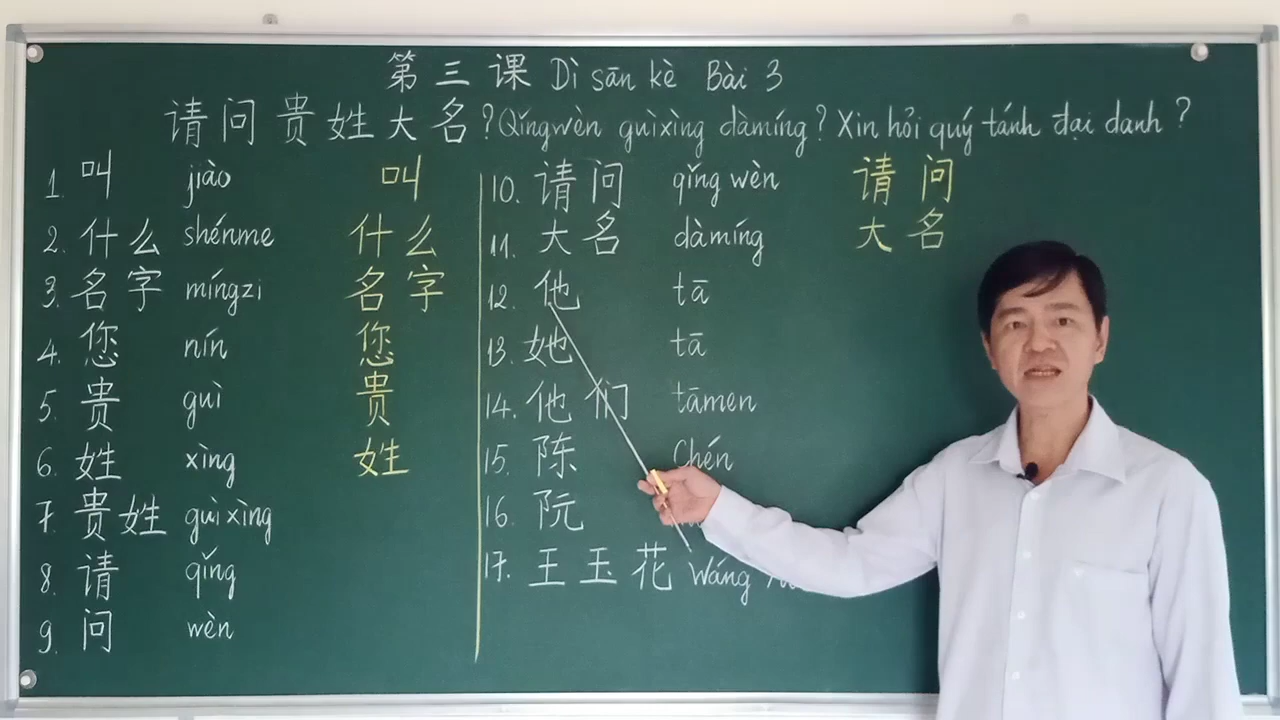 第三课 Dì sān kè Bài 3
请问贵姓大名? Qǐngwèn guìxìng dàmíng? Xin hỏi quý tánh đại danh?
1. 叫 jiào 叫
2. 什么 shénme 什么
3. 名字 míngzi 名字
4. 您 nín 您
5. 贵 guì 贵
6. 姓 xìng 姓
7. 贵姓 guìxìng
8. 请 qǐng
9. 问 wèn
10. 请问 qǐng wèn 请问
11. 大名 dàmíng 大名
12. 他 tā
13. 她 tā
14. 他们 tāmen
15. 陈 Chén
16. 阮
17. 王玉花 Wáng